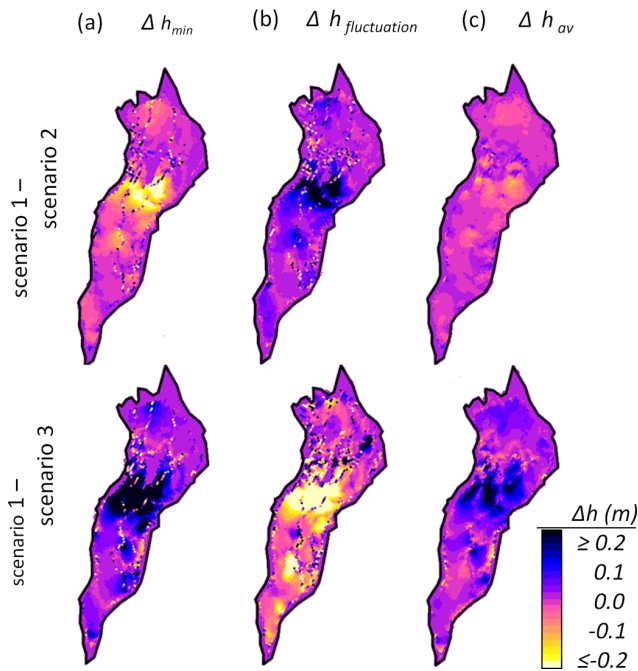 (a) Δ h_min (b) Δ h_fluctuation (c) Δ h_av
scenario 1 –
scenario 2
scenario 1 –
scenario 3
Δh (m)
≥ 0.2
0.1
0.0
-0.1
≤-0.2